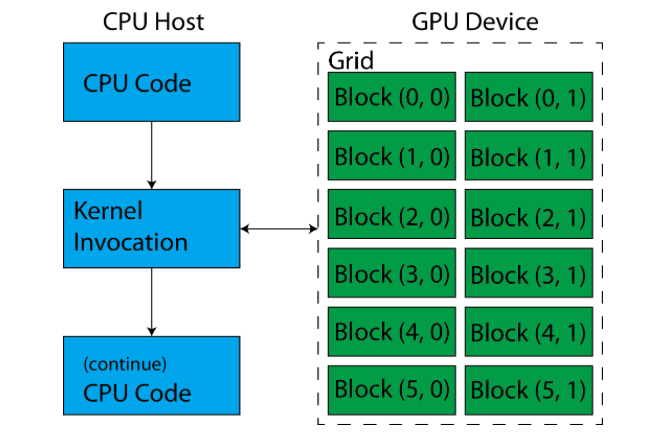 CPU Host
GPU Device
CPU Code
Kernel
Invocation
(continue)
CPU Code
Grid
Block (0, 0)
Block (0, 1)
Block (1, 0)
Block (1, 1)
Block (2, 0)
Block (2, 1)
Block (3, 0)
Block (3, 1)
Block (4, 0)
Block (4, 1)
Block (5, 0)
Block (5, 1)